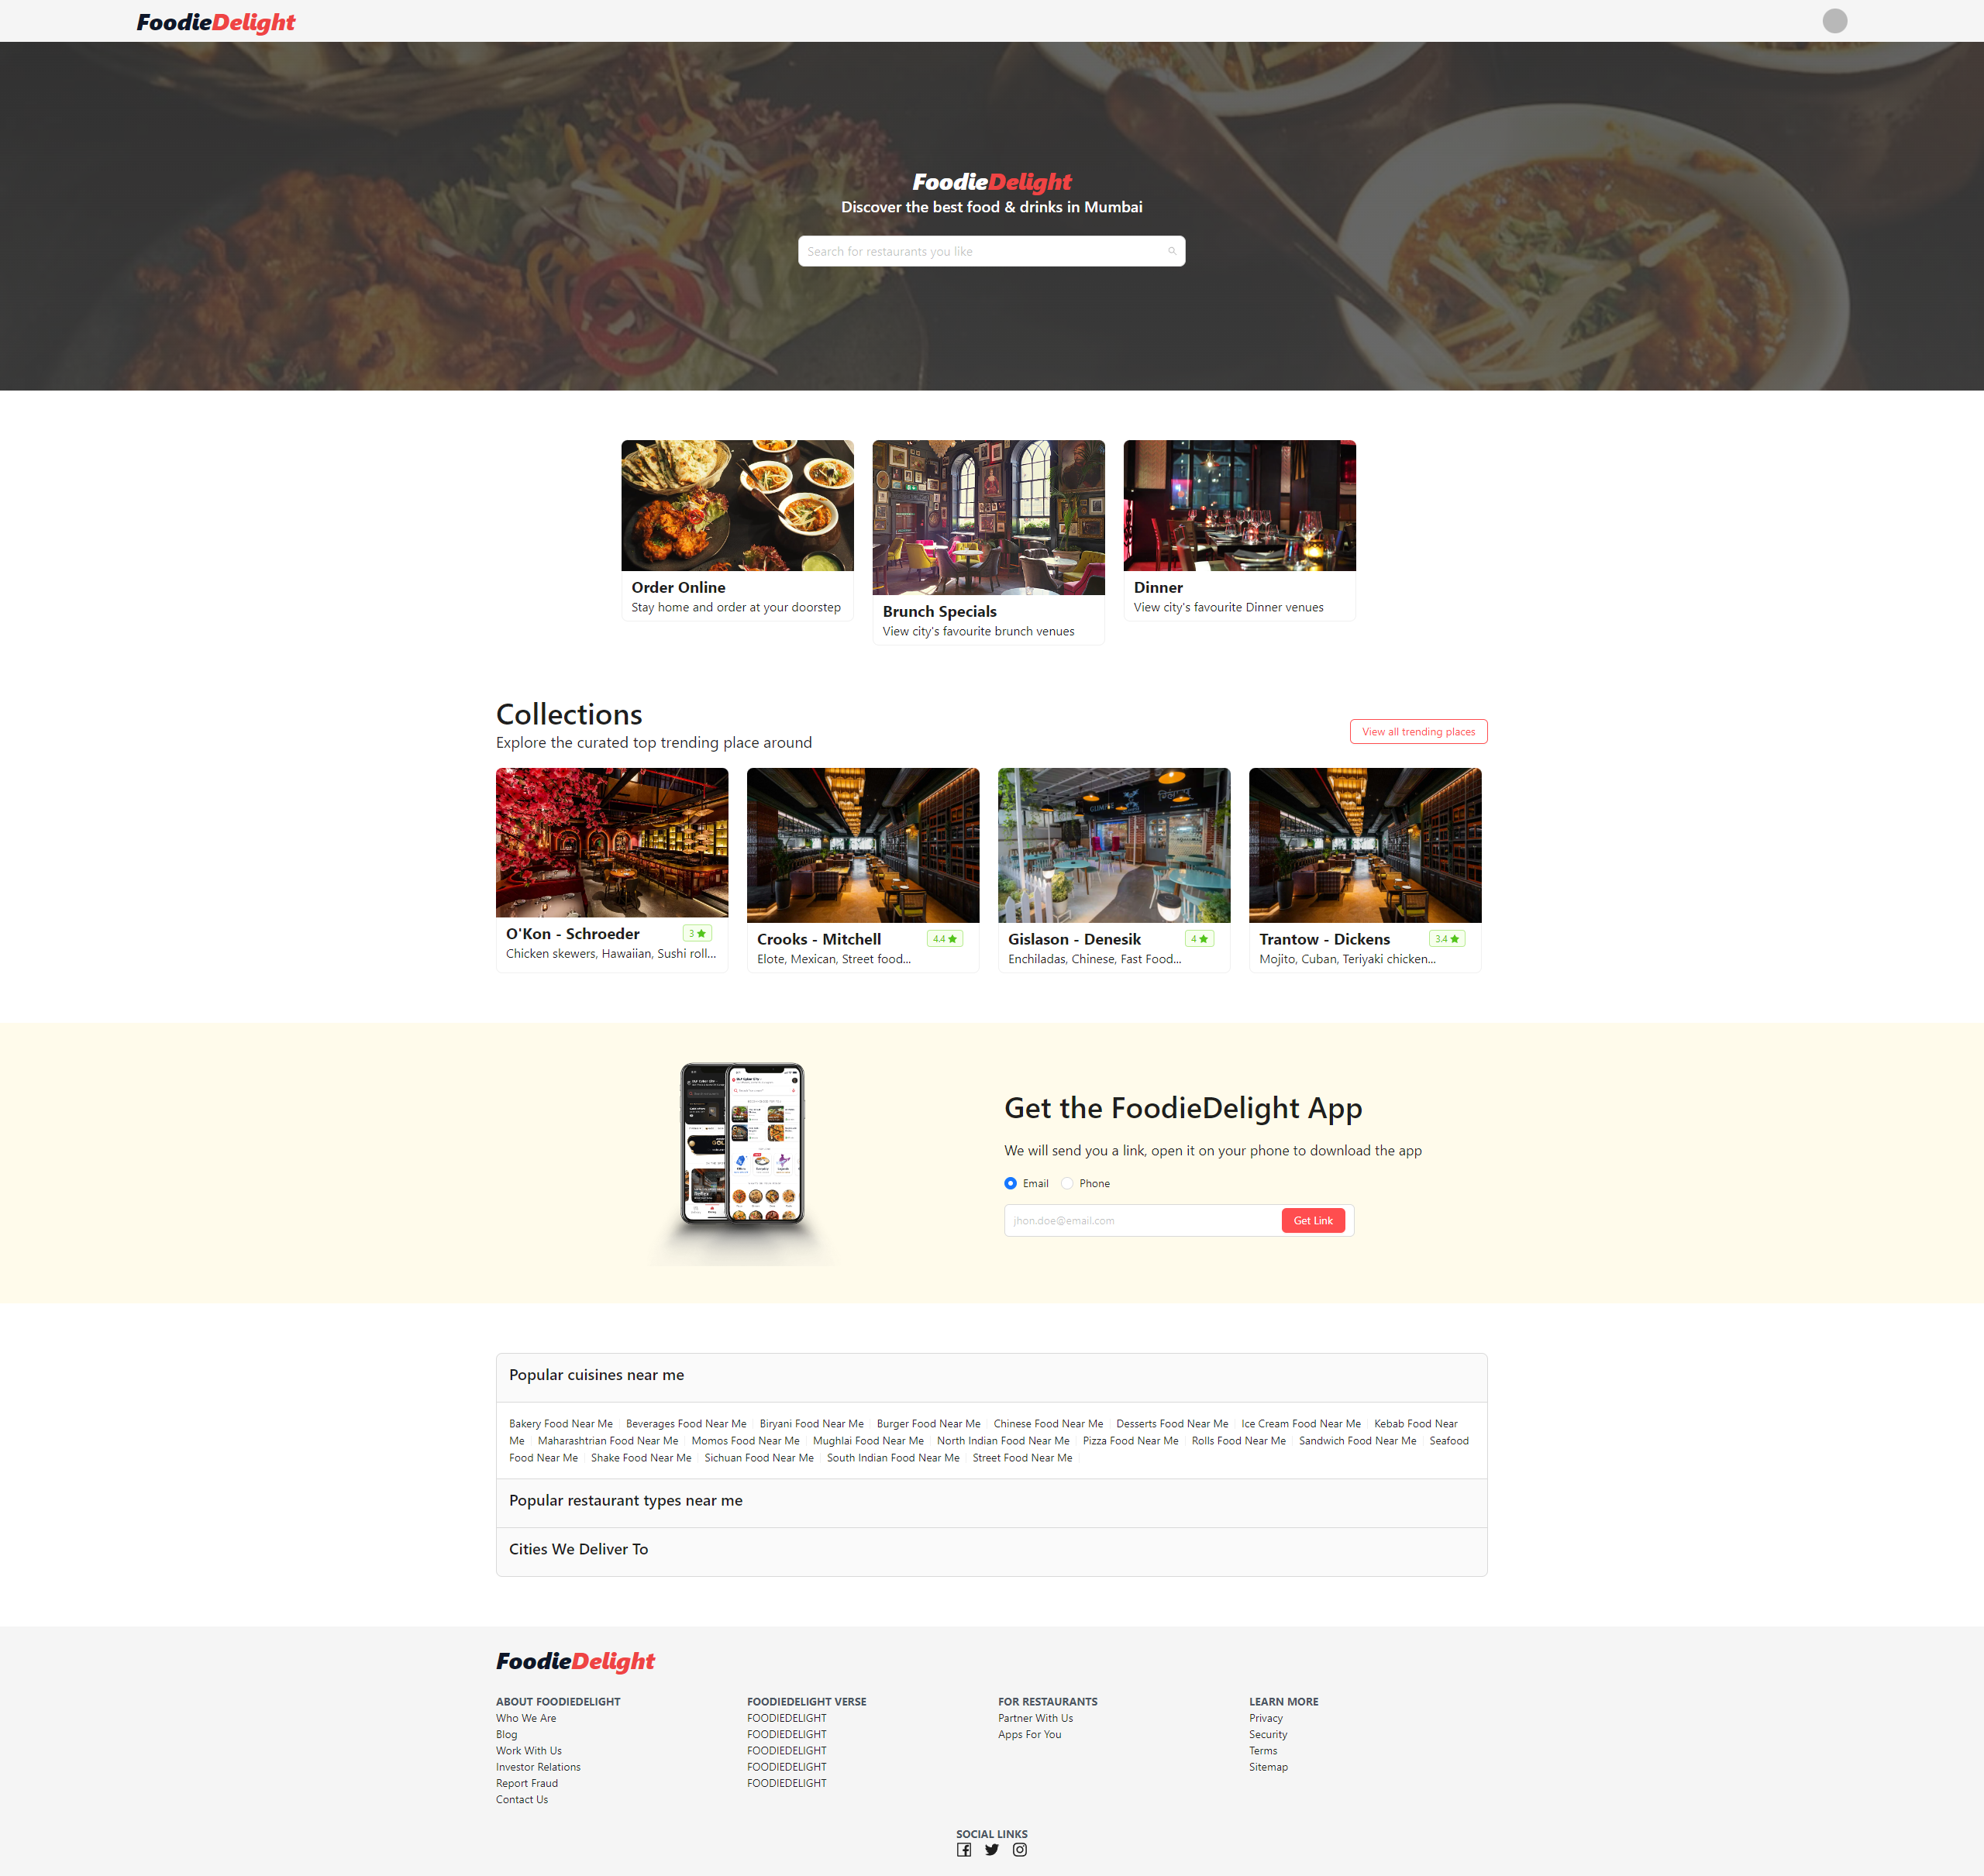 FoodieDelight
FoodieDelight
Discover the best food & drinks in Mumbai
Search for restaurants you like
Order Online
Stay home and order at your doorstep
Brunch Specials
View city's favourite brunch venues
Dinner
View city's favourite Dinner venues
Collections
Explore the curated top trending place around
View all trending places
O'Kon - Schroeder
3
Chicken skewers, Hawaiian, Sushi roll...
Crooks - Mitchell
4.4
Elote, Mexican, Street food...
Gislason - Denesik
4
Enchiladas, Chinese, Fast Food...
Trantow - Dickens
3.4
Mojito, Cuban, Teriyaki chicken...
Get the FoodieDelight App
We will send you a link, open it on your phone to download the app
Email Phone
jhon.doe@email.com
Get Link
Popular cuisines near me
Bakery Food Near Me Beverages Food Near Me Biryani Food Near Me Burger Food Near Me Chinese Food Near Me Desserts Food Near Me Ice Cream Food Near Me Kebab Food Near
Me Maharashtrian Food Near Me Momos Food Near Me Mughlai Food Near Me North Indian Food Near Me Pizza Food Near Me Rolls Food Near Me Sandwich Food Near Me Seafood
Food Near Me Shake Food Near Me Sichuan Food Near Me South Indian Food Near Me Street Food Near Me
Popular restaurant types near me
Cities We Deliver To
FoodieDelight
ABOUT FOODIEDELIGHT
Who We Are
Blog
Work With Us
Investor Relations
Report Fraud
Contact Us
FOODIEDELIGHT VERSE
FOODIEDELIGHT
FOODIEDELIGHT
FOODIEDELIGHT
FOODIEDELIGHT
FOODIEDELIGHT
FOR RESTAURANTS
Partner With Us
Apps For You
LEARN MORE
Privacy
Security
Terms
Sitemap
SOCIAL LINKS